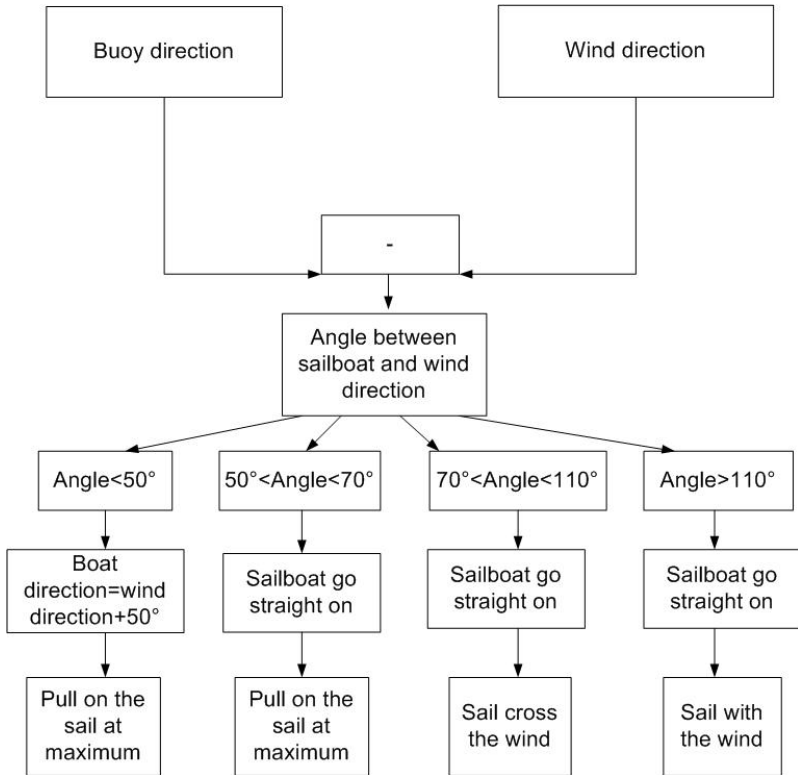 Buoy direction
Wind direction
-
Angle between
sailboat and wind
direction
Angle<50°
50°<Angle<70°
70°<Angle<110°
Angle>110°
Boat
direction=wind
direction+50°
Sailboat go
straight on
Sailboat go
straight on
Sailboat go
straight on
Pull on the
sail at
maximum
Pull on the
sail at
maximum
Sail cross
the wind
Sail with
the wind